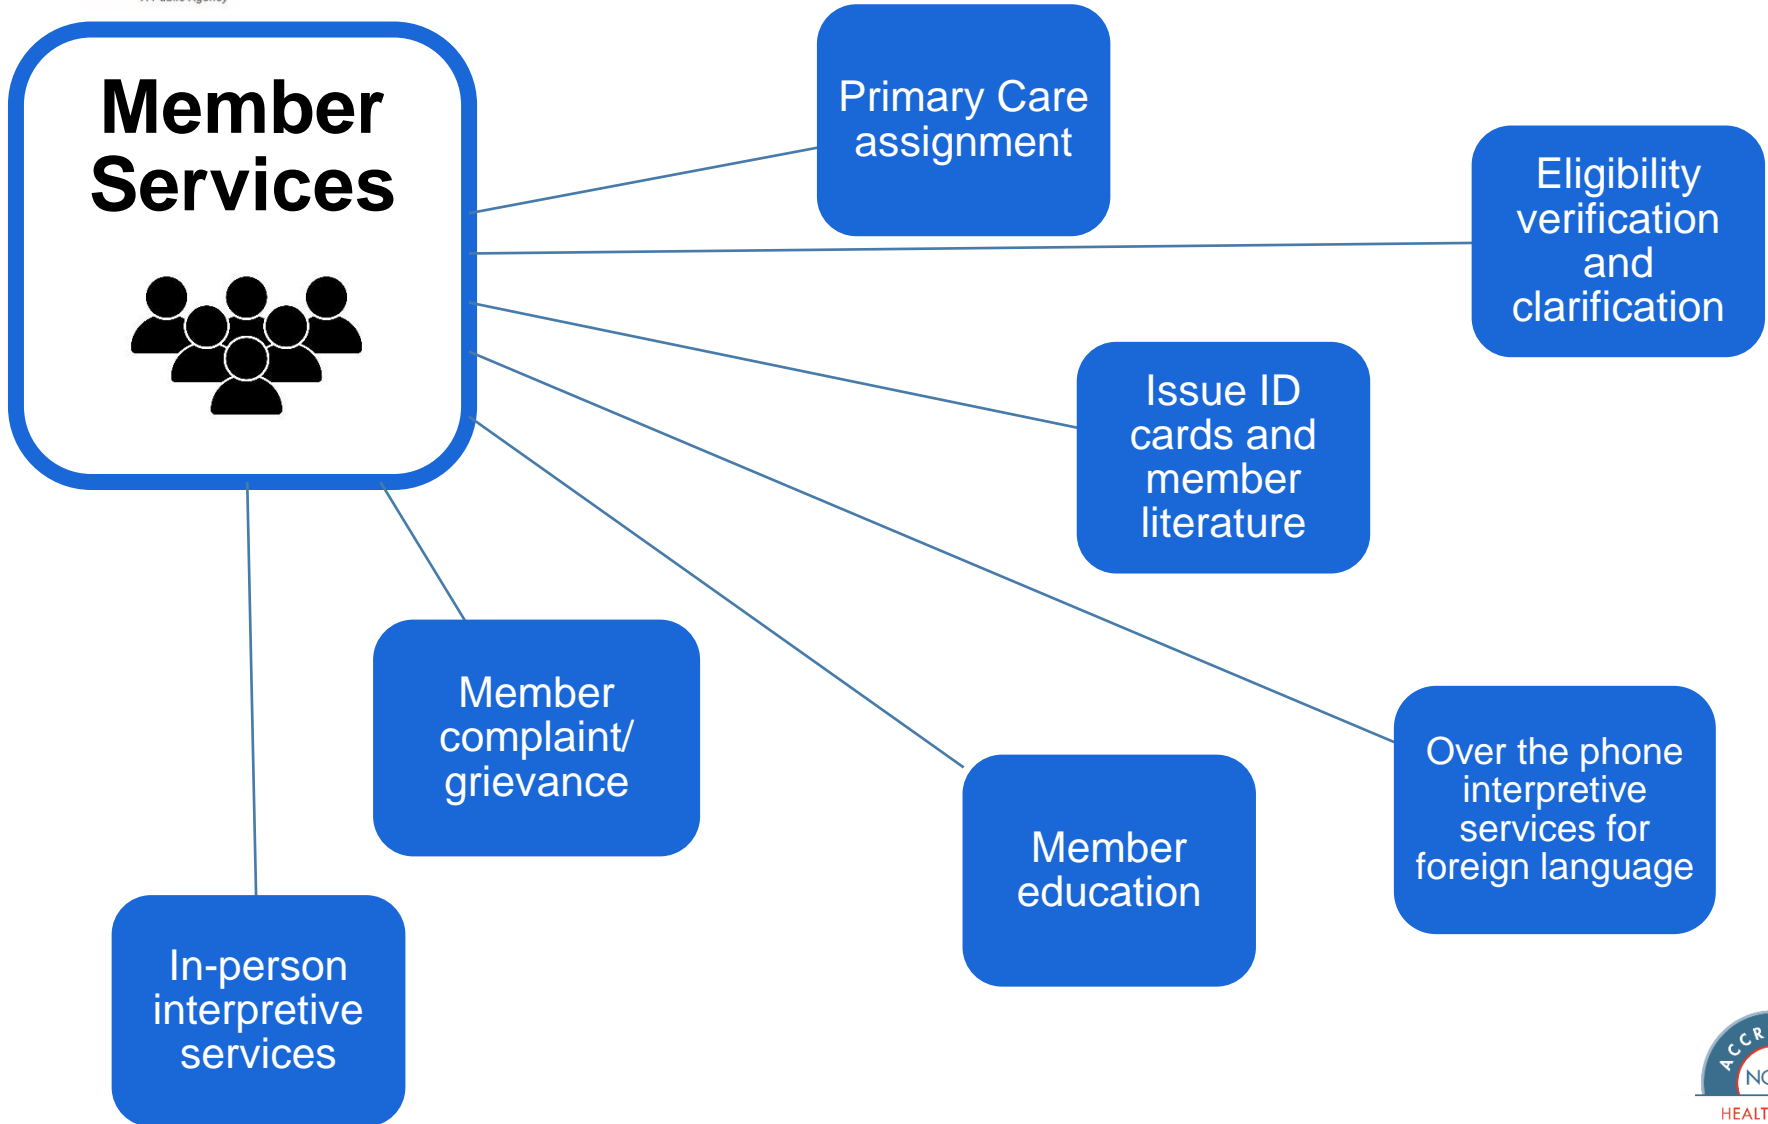 Member
Services
Primary Care
assignment
Eligibility
verification
and
clarification
Issue ID
cards and
member
literature
Over the phone
interpretive
services for
foreign language
Member
education
Member
complaint/
grievance
In-person
interpretive
services